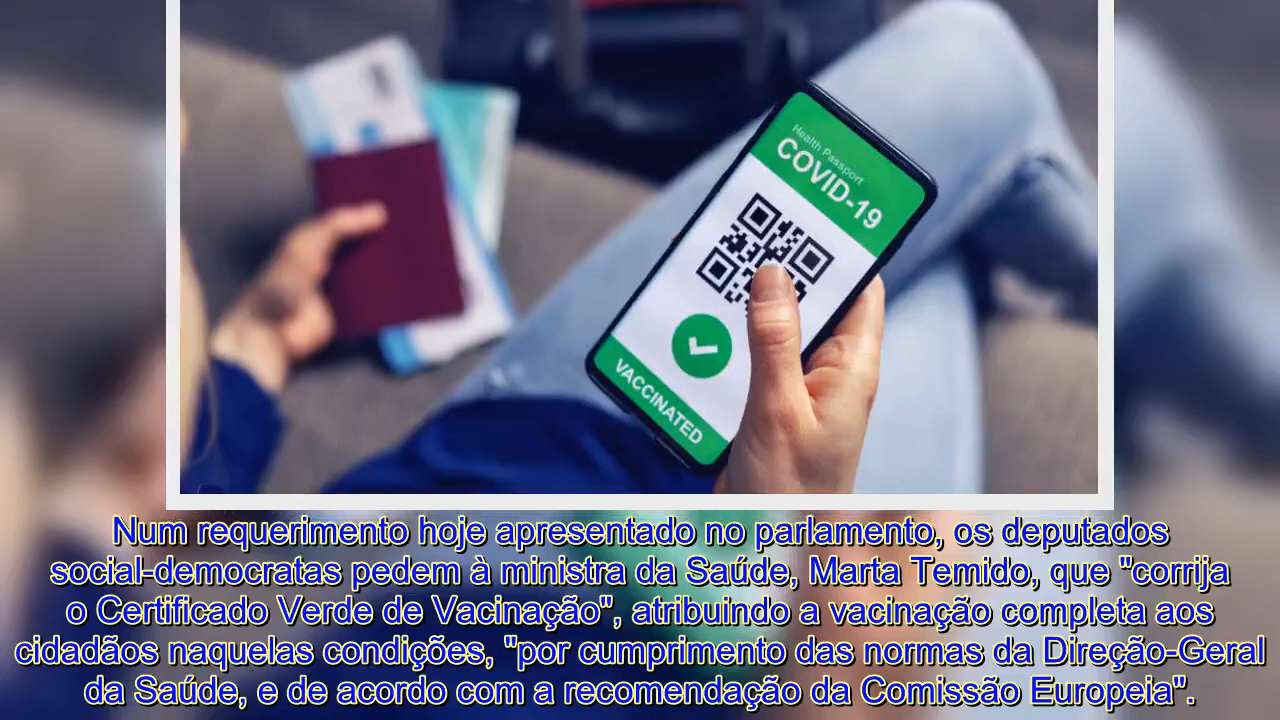 Health Passport
COVID-19
VACCINATED
Num requerimento hoje apresentado no parlamento, os deputados
social-democratas pedem à ministra da Saúde, Marta Temido, que "corrija
o Certificado Verde de Vacinação", atribuindo a vacinação completa aos
cidadãos naquelas condições, "por cumprimento das normas da Direção-Geral
da Saúde, e de acordo com a recomendação da Comissão Europeia".